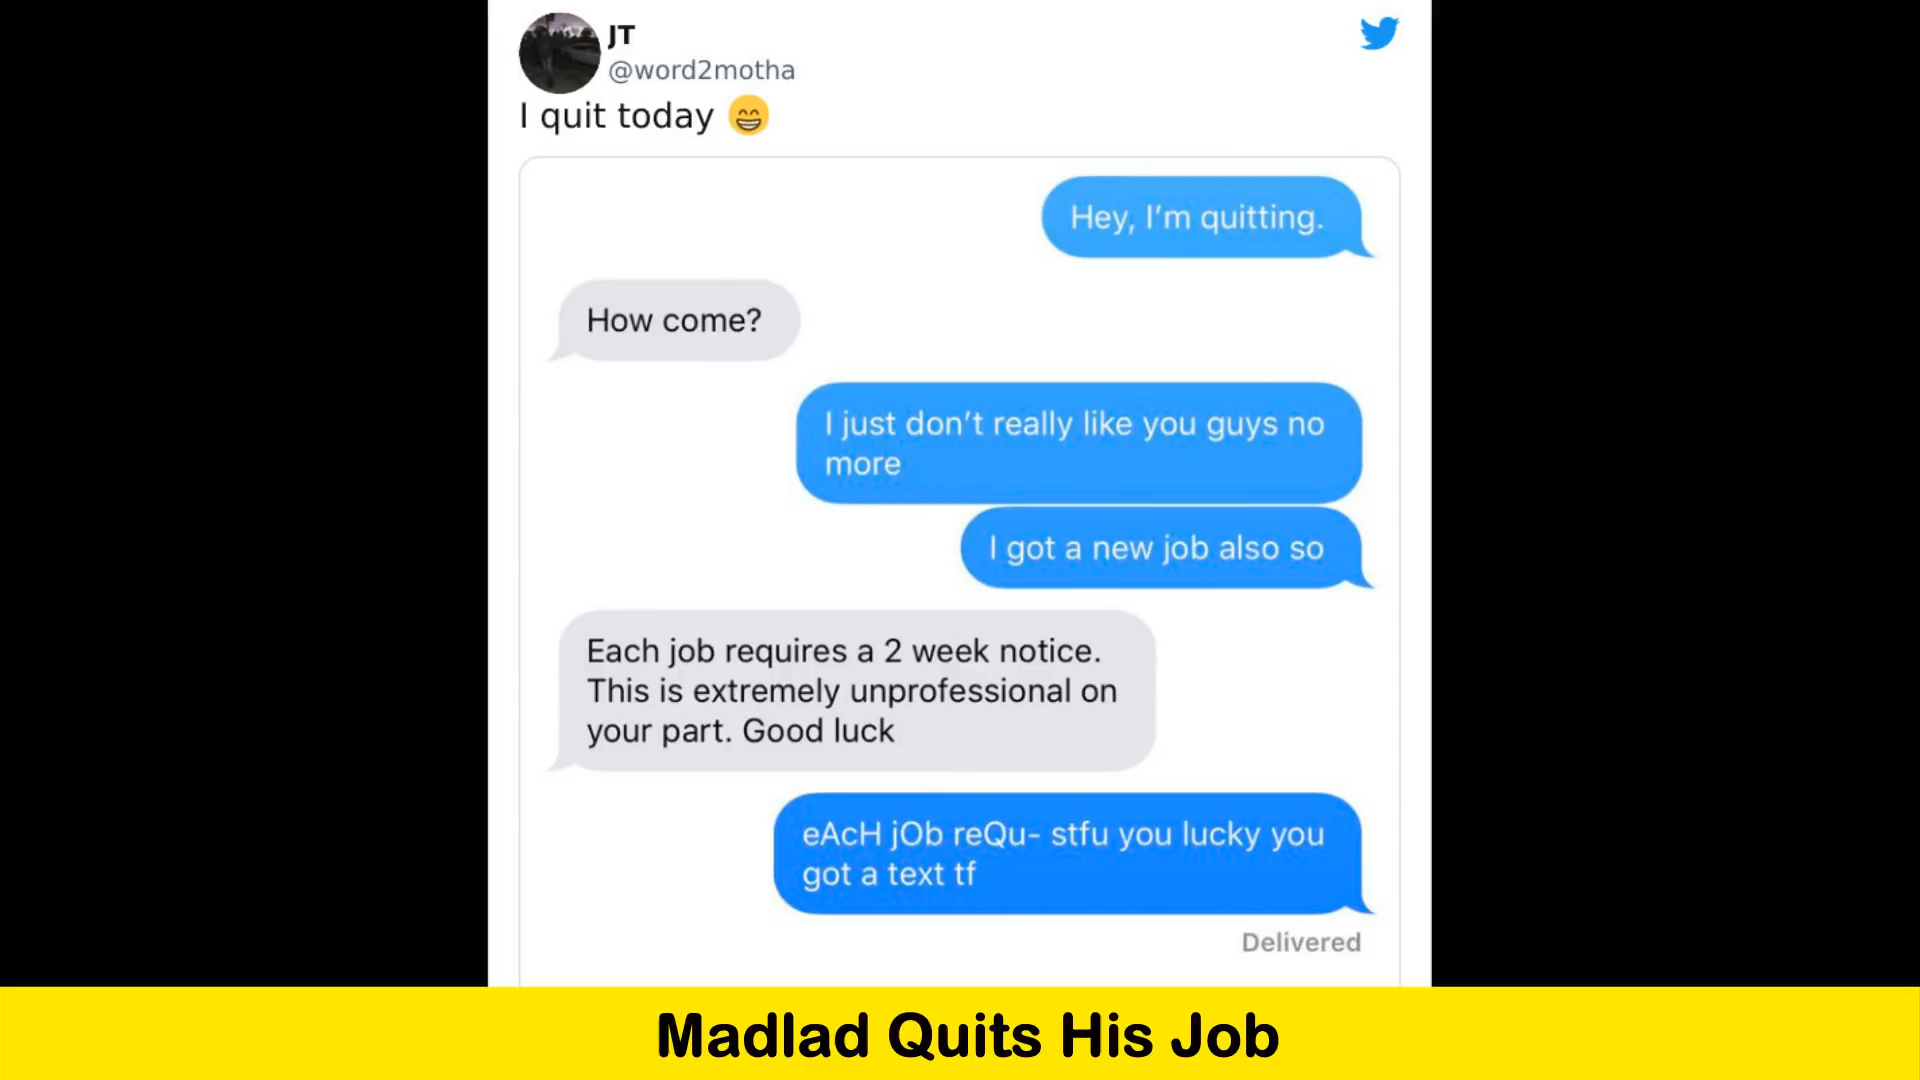 JT
@word2motha
I quit today 😁
Hey, I’m quitting.
How come?
I just don’t really like you guys no
more
I got a new job also so
Each job requires a 2 week notice.
This is extremely unprofessional on
your part. Good luck
eAcH jOb reQu- stfu you lucky you
got a text tf
Delivered
Madlad Quits His Job